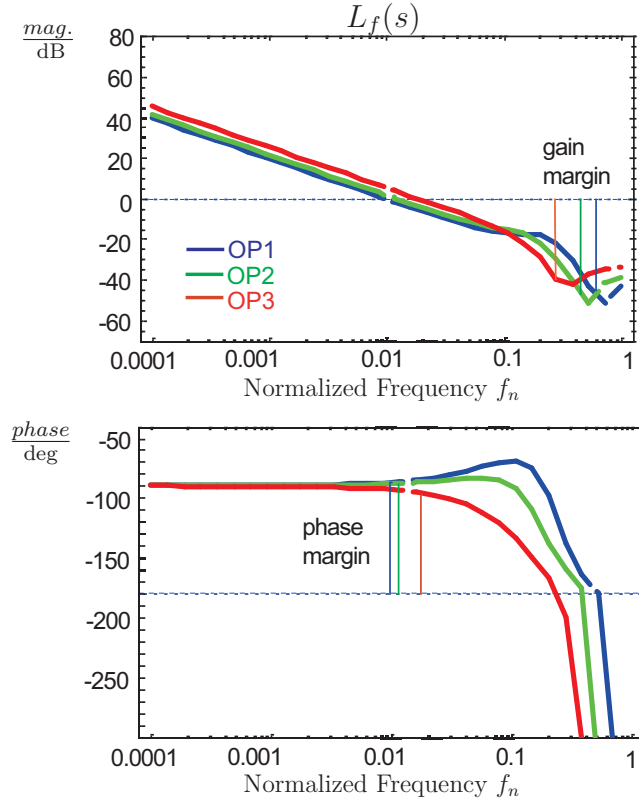 L_f(s)
mag.
dB
80
40
20
0
-20
-40
-60
gain
margin
OP1
OP2
OP3
0.0001
0.001
0.01
0.1
1
Normalized Frequency f_n
phase
deg
-50
-100
-150
-200
-250
phase
margin
0.0001
0.001
0.01
0.1
1
Normalized Frequency f_n